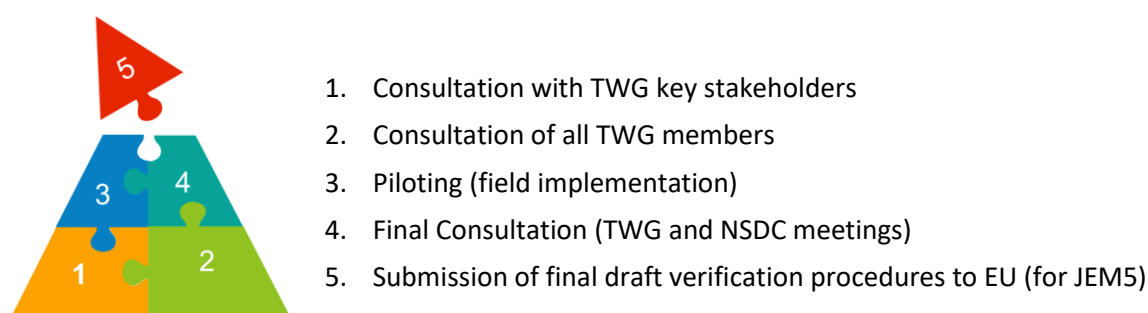 5
3
4
1
2
1. Consultation with TWG key stakeholders
2. Consultation of all TWG members
3. Piloting (field implementation)
4. Final Consultation (TWG and NSDC meetings)
5. Submission of final draft verification procedures to EU (for JEM5)